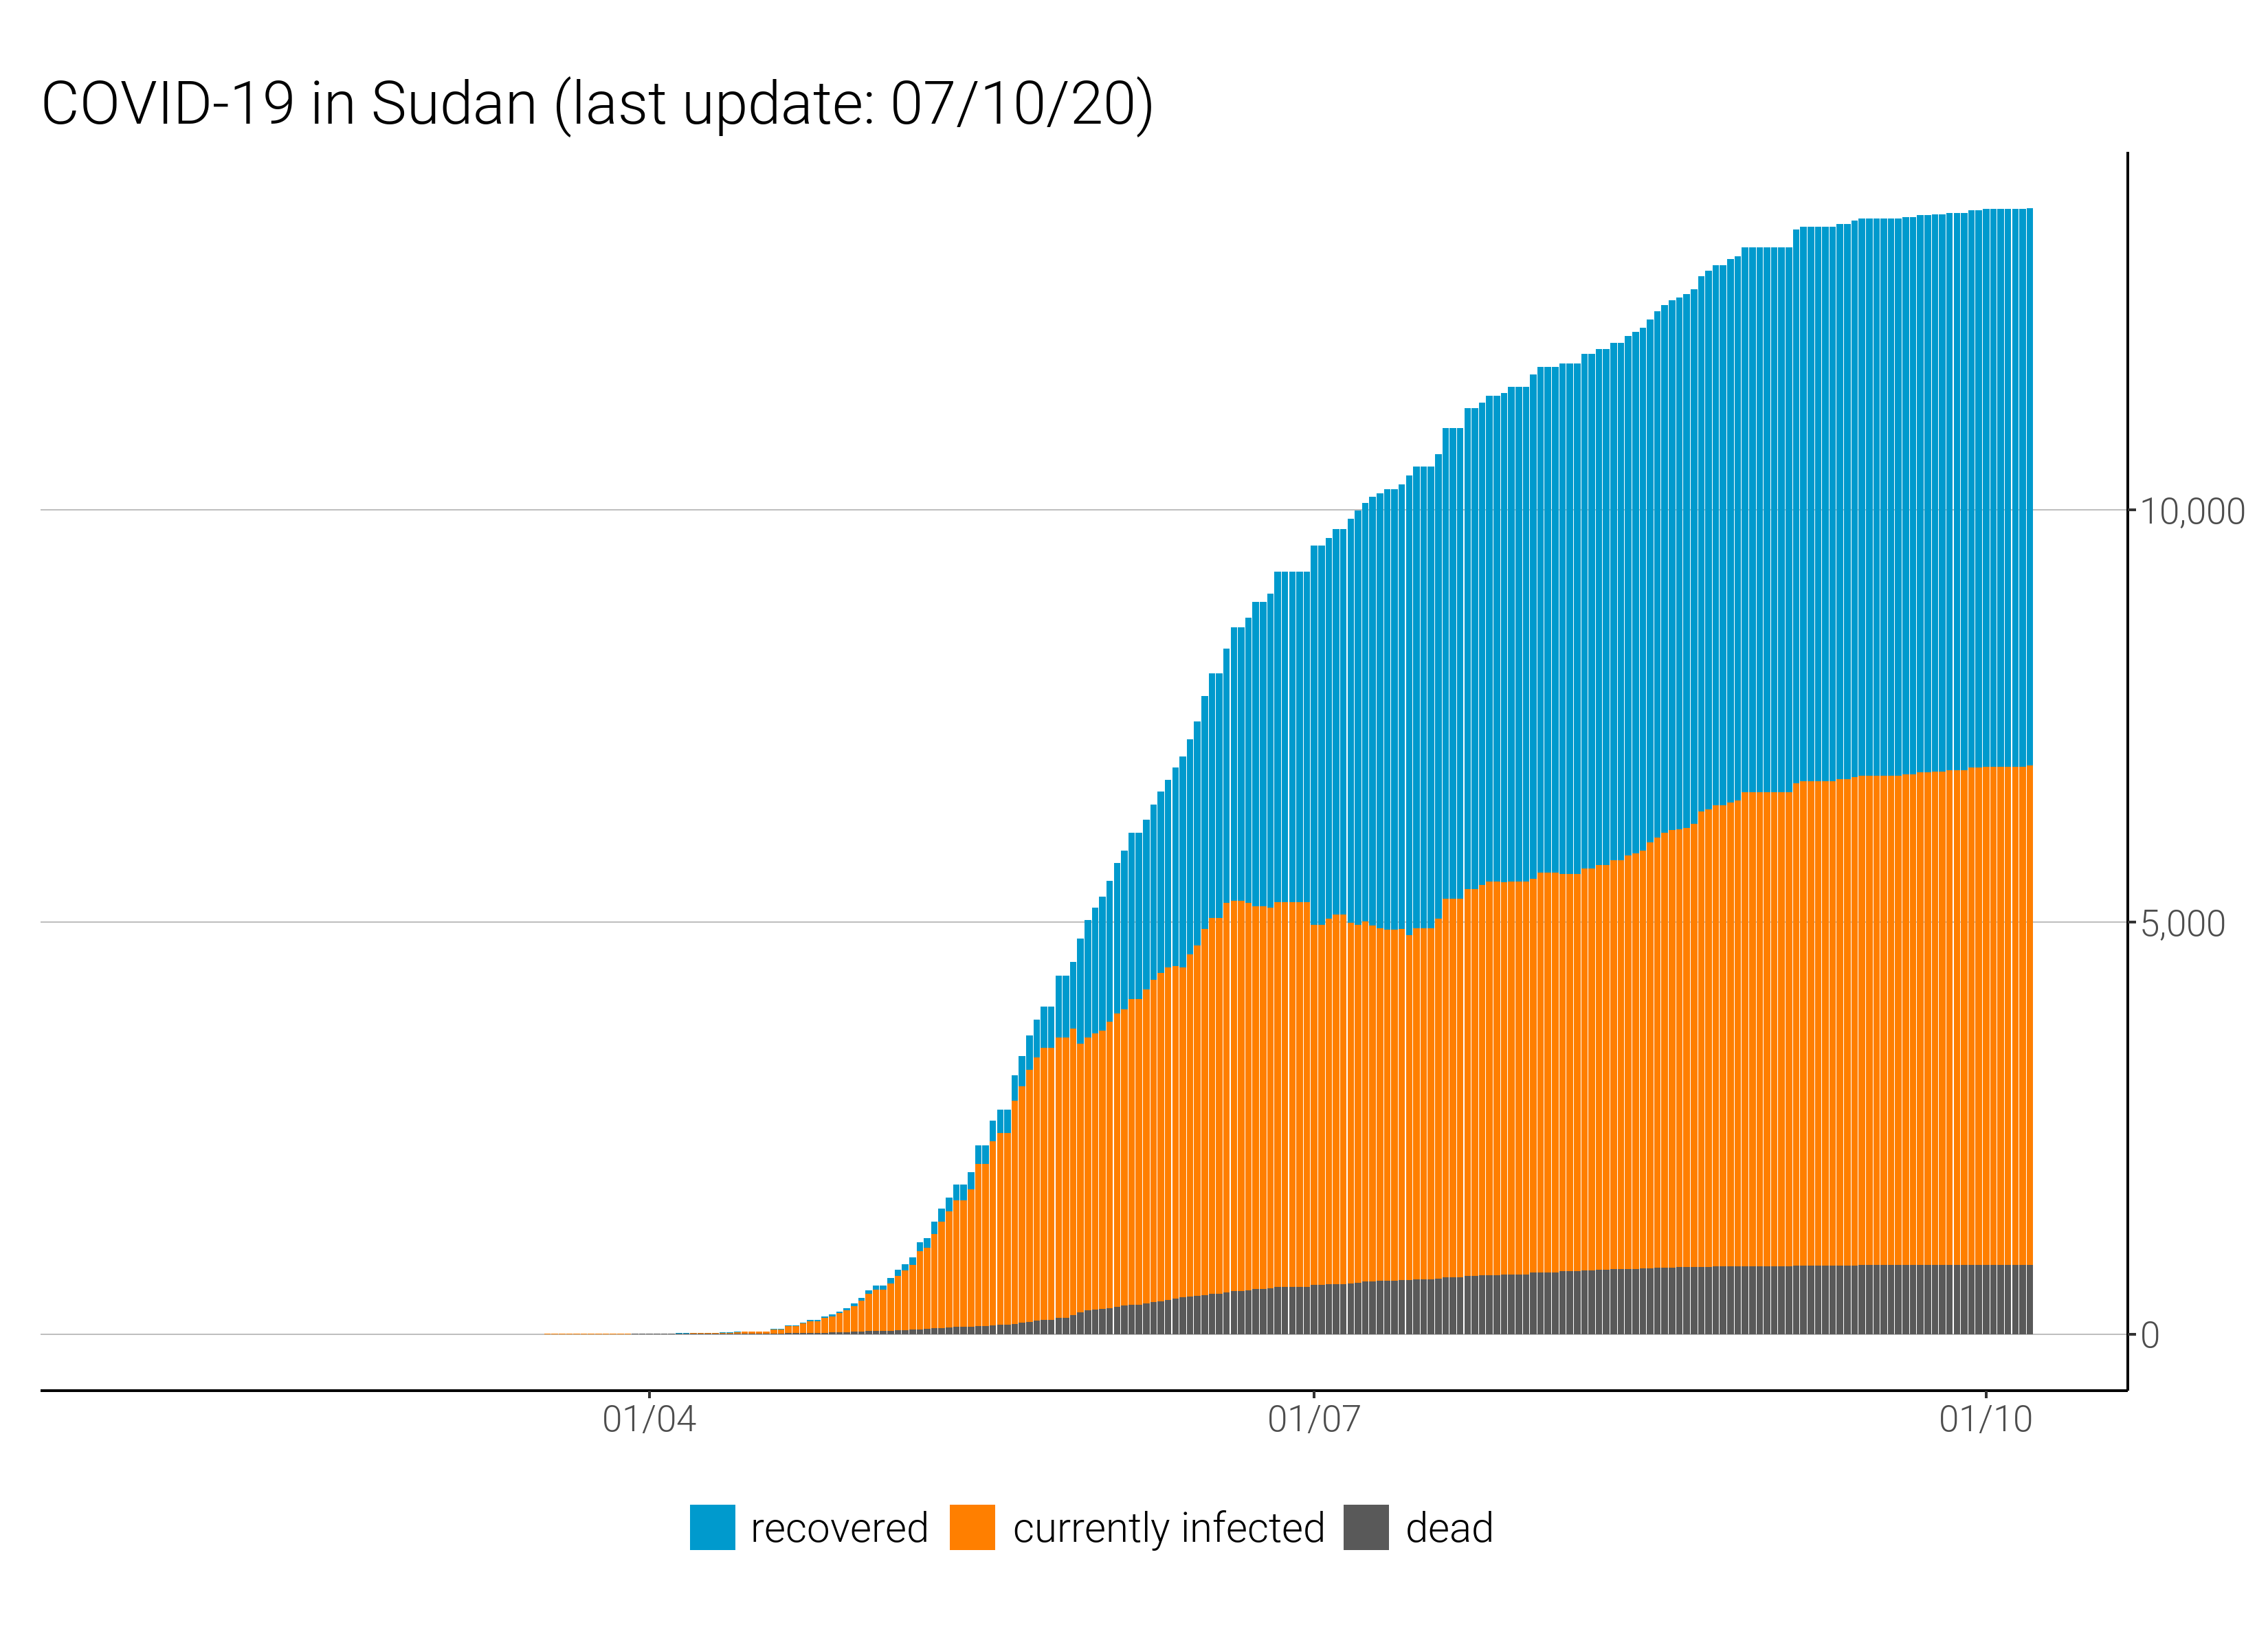 COVID-19 in Sudan (last update: 07/10/20)
10,000
5,000
0
01/04 01/07 01/10
recovered currently infected dead